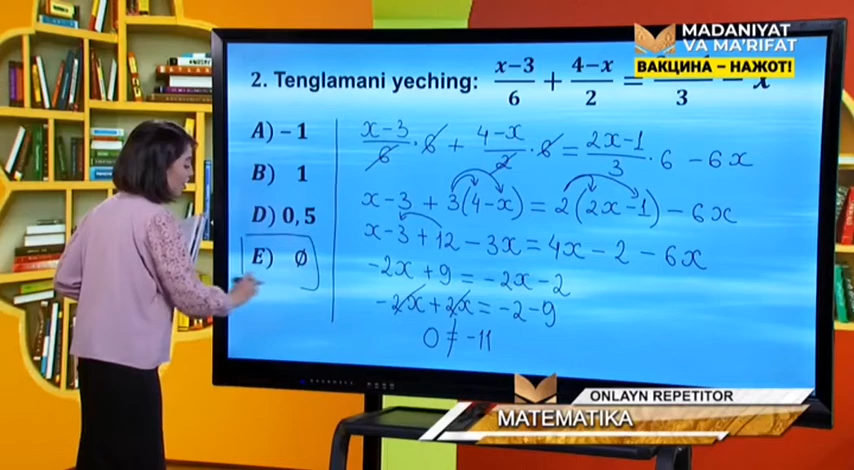 MADANIYAT
VA MA'RIFAT
ВАКЦИНА – НАЖОТ!
2. Tenglamani yeching: (x−3)/6 + (4−x)/2 = /3 − x
A) −1
B) 1
D) 0,5
E) ∅
(x−3)/6 · 6 + (4−x)/2 · 6 = (2x−1)/3 · 6 − 6x
x−3 + 3(4−x) = 2(2x−1) − 6x
x−3+12 − 3x = 4x − 2 − 6x
−2x + 9 = −2x − 2
−2x + 2x = −2 − 9
0 ≠ −11
ONLAYN REPETITOR
MATEMATIKA